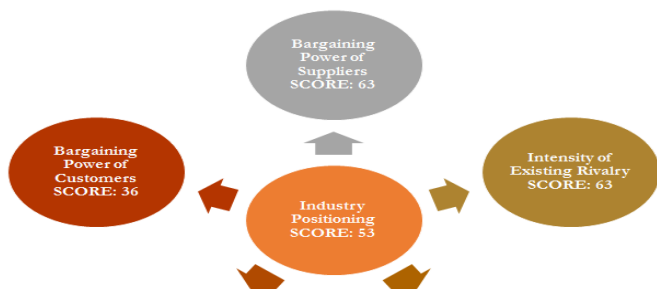 Bargaining
Power of
Suppliers
SCORE: 63
Bargaining
Power of
Customers
SCORE: 36
Intensity of
Existing Rivalry
SCORE: 63
Industry
Positioning
SCORE: 53